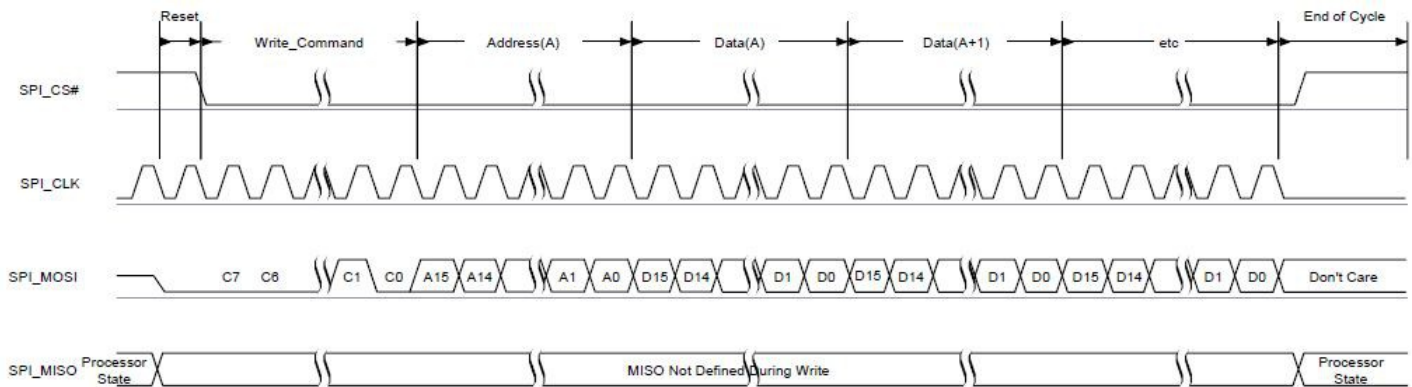 Reset
Write_Command
Address(A)
Data(A)
Data(A+1)
etc
End of Cycle
SPI_CS#
SPI_CLK
SPI_MOSI C7 C6 C1 C0 A15 A14 A1 A0 D15 D14 D1 D0 D15 D14 D1 D0 D15 D14 D1 D0 Don't Care
SPI_MISO
Processor
State
MISO Not Defined During Write
Processor
State